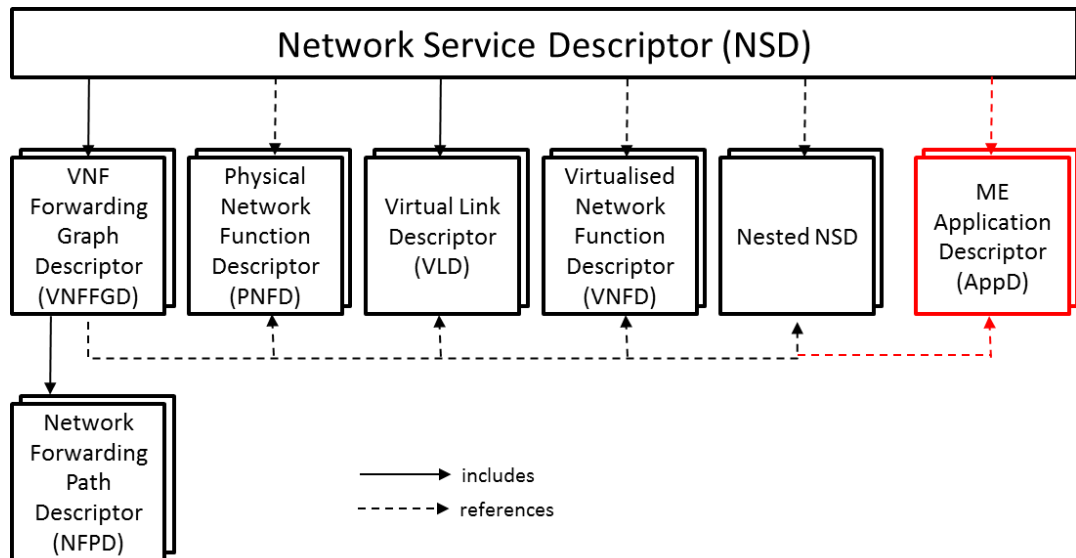 Network Service Descriptor (NSD)
VNF
Forwarding
Graph
Descriptor
(VNFFGD)
Physical
Network
Function
Descriptor
(PNFD)
Virtual Link
Descriptor
(VLD)
Virtualised
Network
Function
Descriptor
(VNFD)
Nested NSD
ME
Application
Descriptor
(AppD)
Network
Forwarding
Path
Descriptor
(NFPD)
includes
references